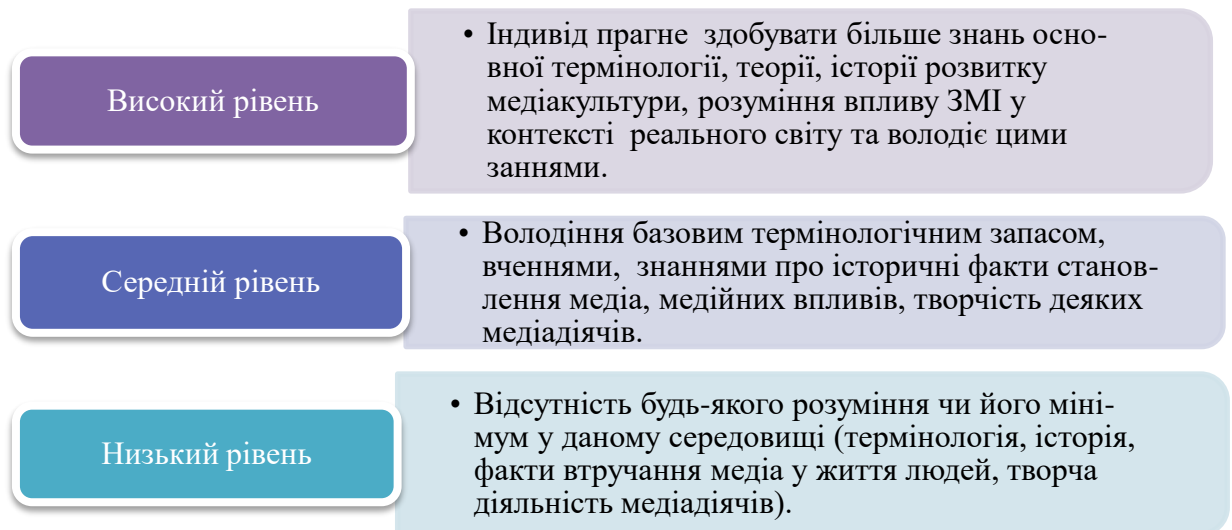 Високий рівень
• Індивід прагне здобувати більше знань осно-
вної термінології, теорії, історії розвитку
медіакультури, розуміння впливу ЗМІ у
контексті реального світу та володіє цими
заннями.
Середній рівень
• Володіння базовим термінологічним запасом,
вченнями, знаннями про історичні факти станов-
лення медіа, медійних впливів, творчість деяких
медіадіячів.
Низький рівень
• Відсутність будь-якого розуміння чи його міні-
мум у даному середовищі (термінологія, історія,
факти втручання медіа у життя людей, творча
діяльність медіадіячів).